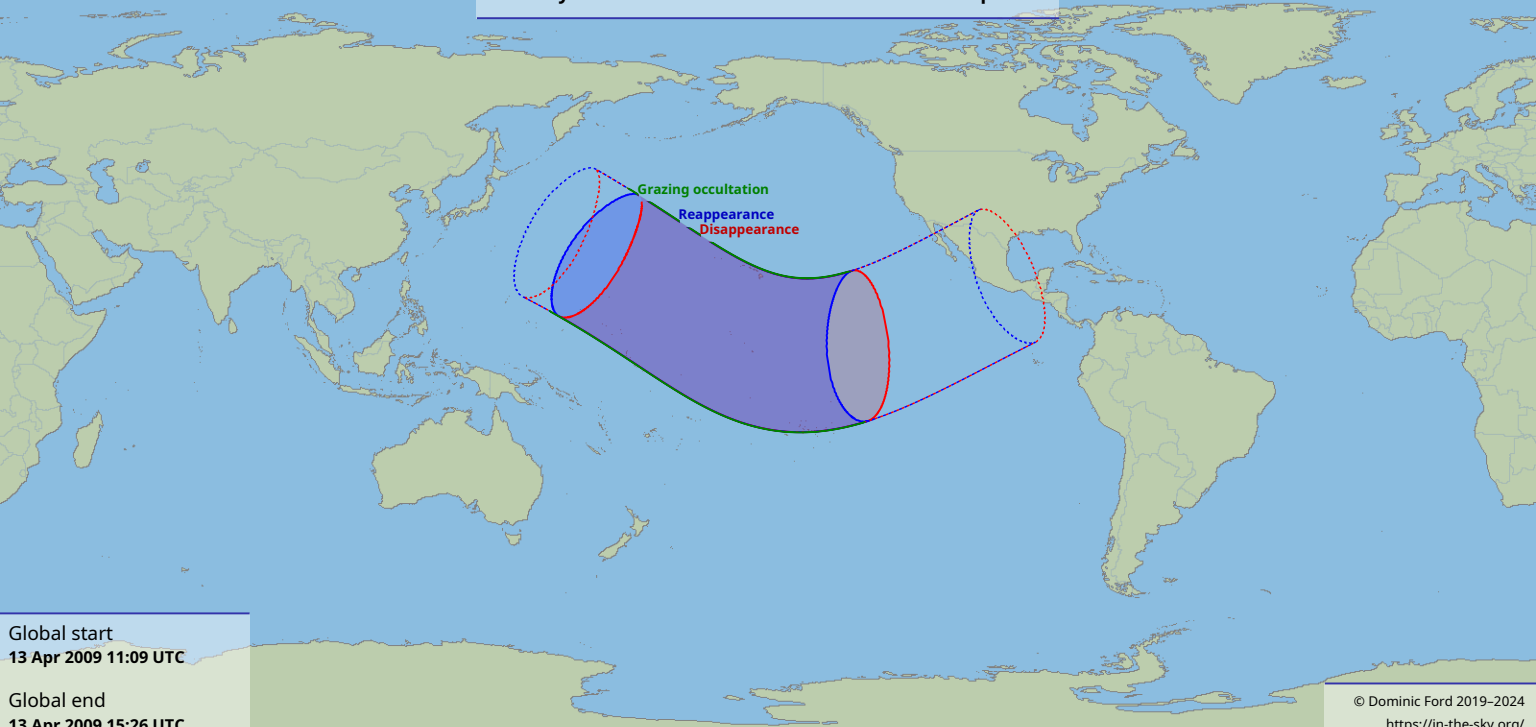 Grazing occultation
Reappearance
Disappearance
Global start
13 Apr 2009 11:09 UTC
Global end
13 Apr 2009 15:26 UTC
© Dominic Ford 2019–2024
https://in-the-sky.org/